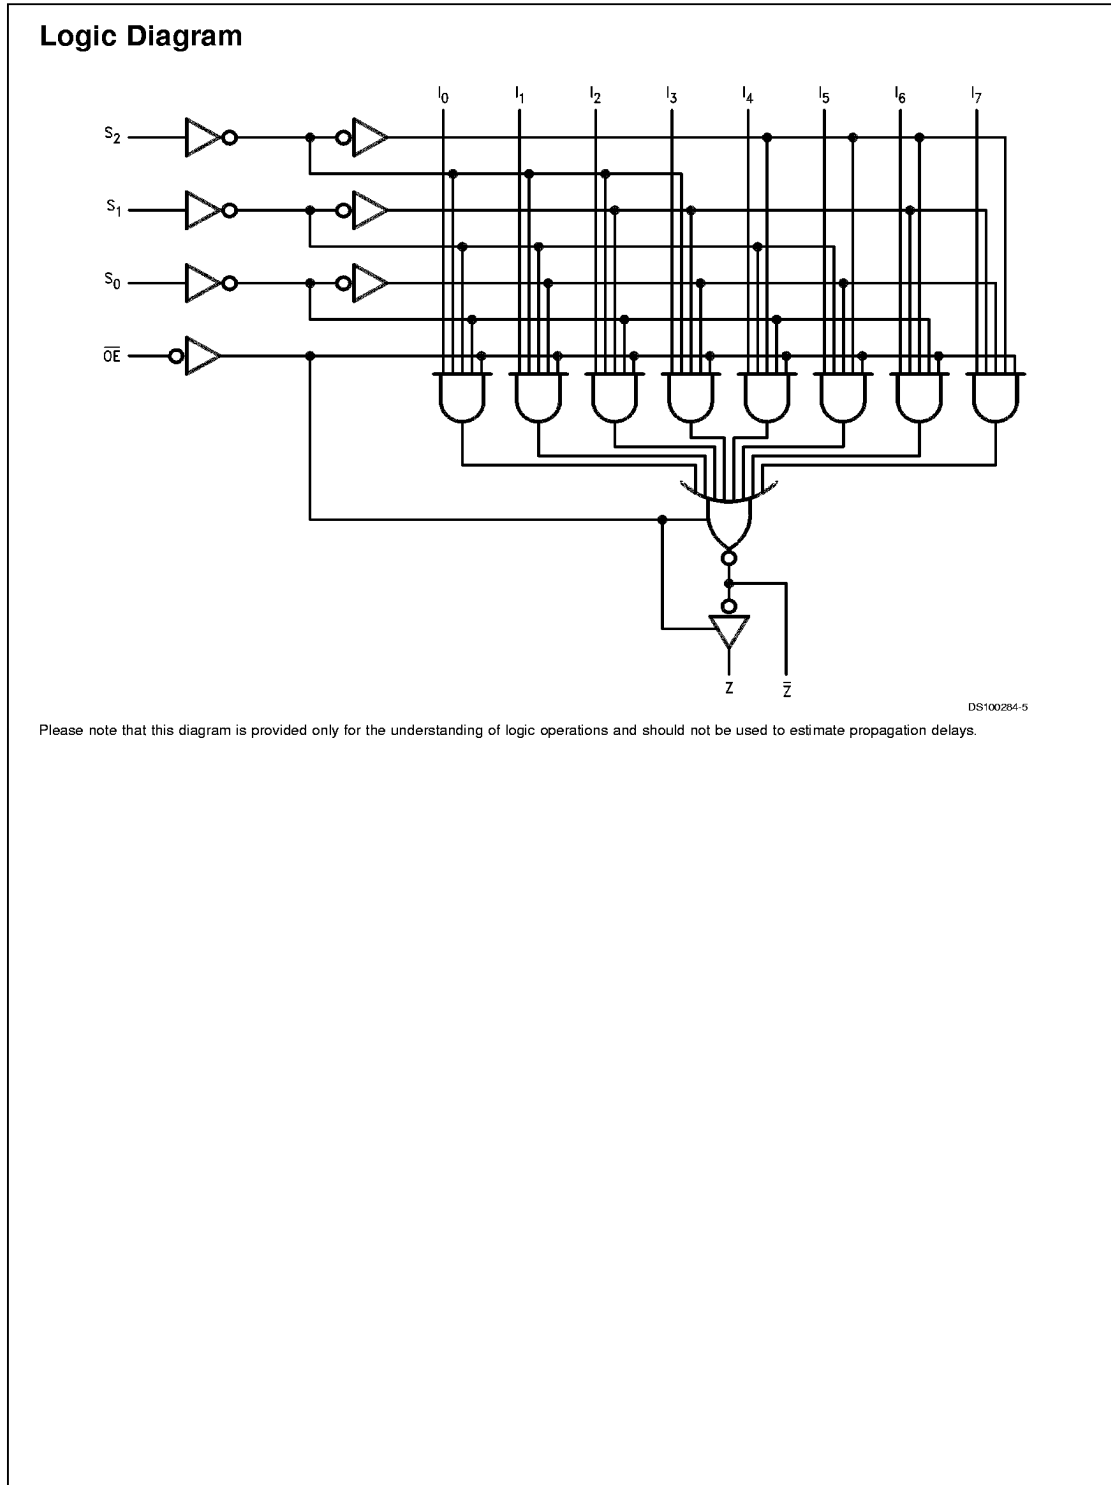 Logic Diagram
I0 I1 I2 I3 I4 I5 I6 I7
S2
S1
S0
O̅E̅
Z Z̅
DS100284-5
Please note that this diagram is provided only for the understanding of logic operations and should not be used to estimate propagation delays.